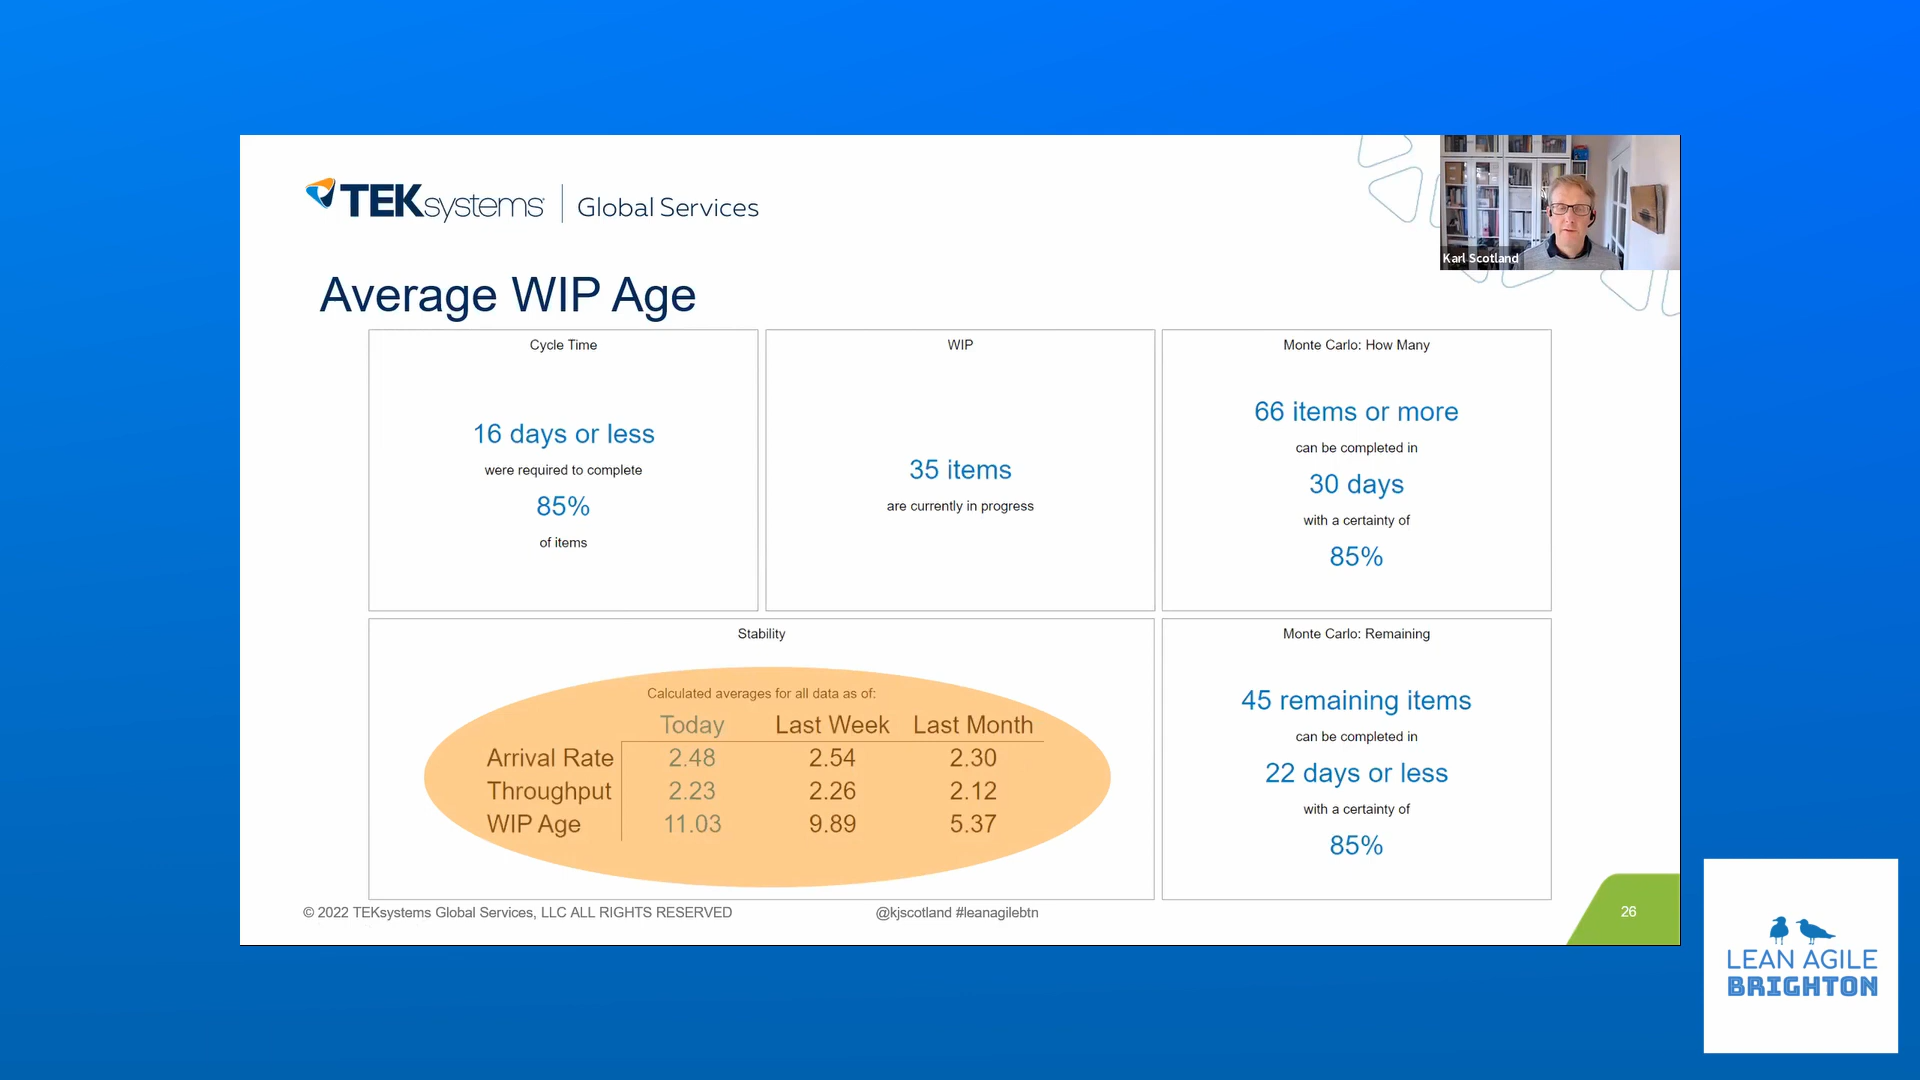 TEKsystems | Global Services
Karl Scotland
Average WIP Age
Cycle Time
16 days or less
were required to complete
85%
of items
WIP
35 items
are currently in progress
Monte Carlo: How Many
66 items or more
can be completed in
30 days
with a certainty of
85%
Stability
Calculated averages for all data as of:
Today Last Week Last Month
Arrival Rate 2.48 2.54 2.30
Throughput 2.23 2.26 2.12
WIP Age 11.03 9.89 5.37
Monte Carlo: Remaining
45 remaining items
can be completed in
22 days or less
with a certainty of
85%
© 2022 TEKsystems Global Services, LLC ALL RIGHTS RESERVED
@kjscotland #leanagilebtn
26
LEAN AGILE
BRIGHTON